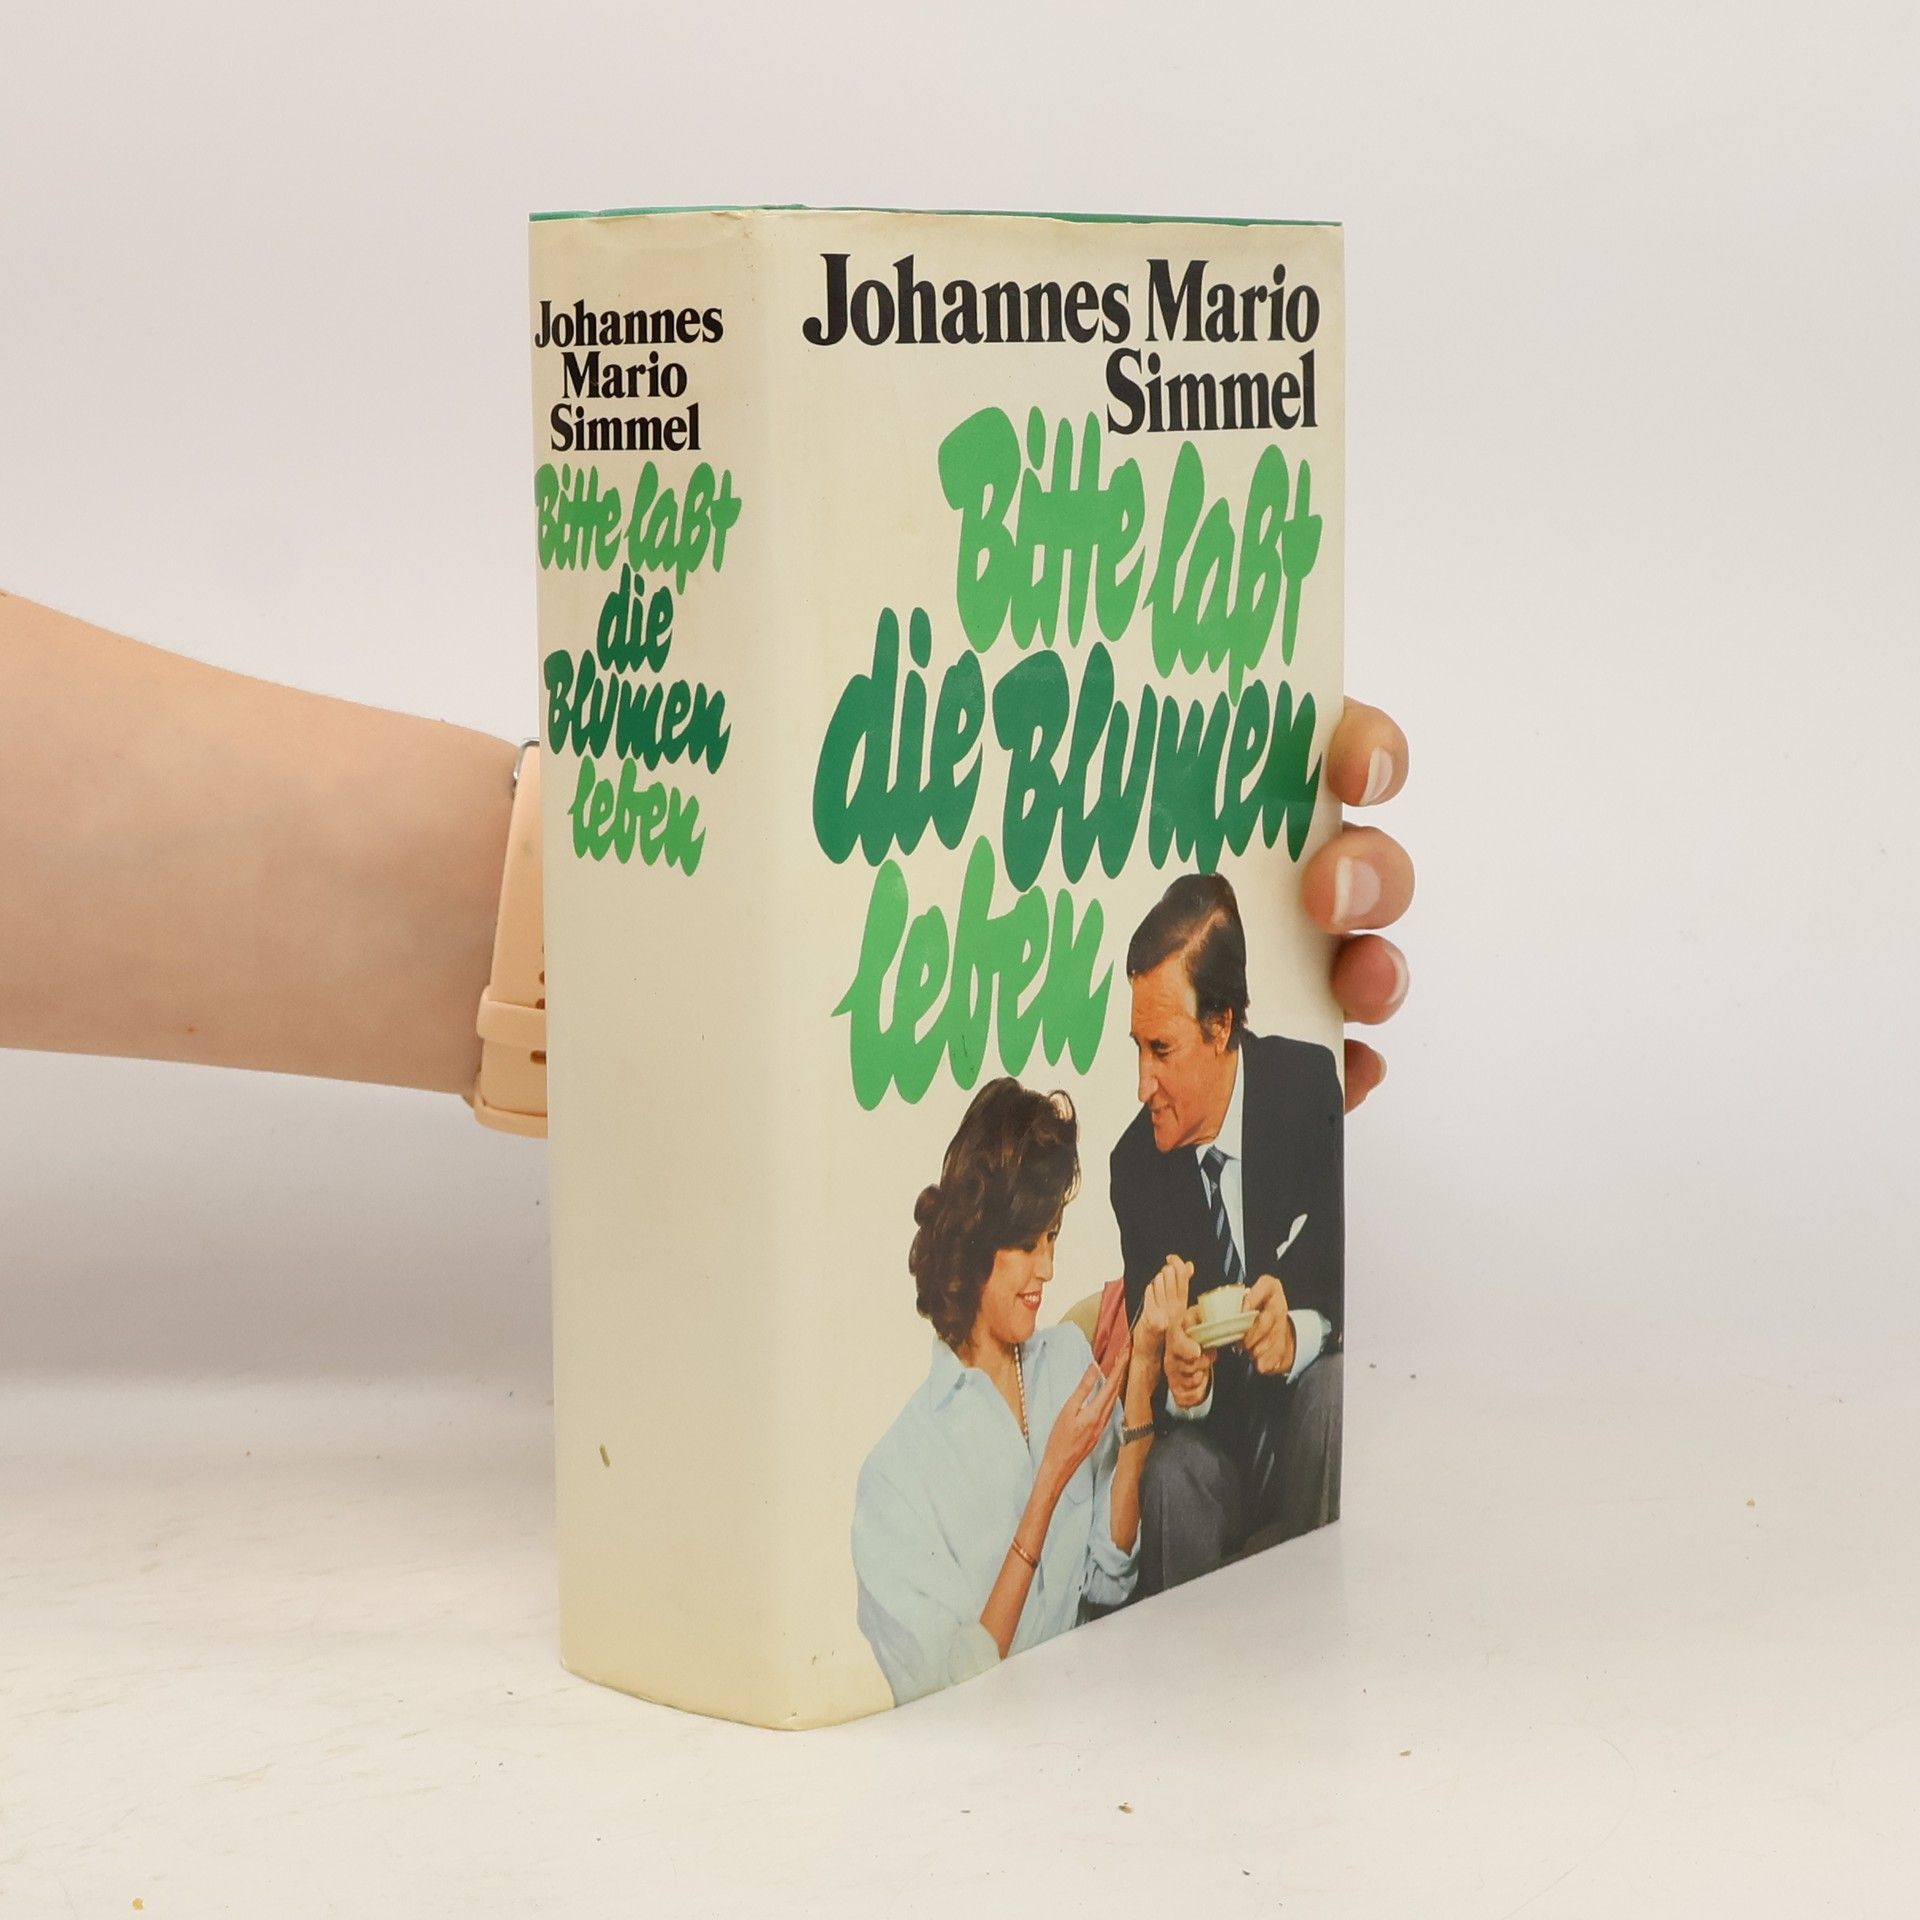 Johannes
Mario
Simmel
Bitte laßt
die
Blumen
leben
Johannes Mario
Simmel
Bitte laßt
die Blumen
leben